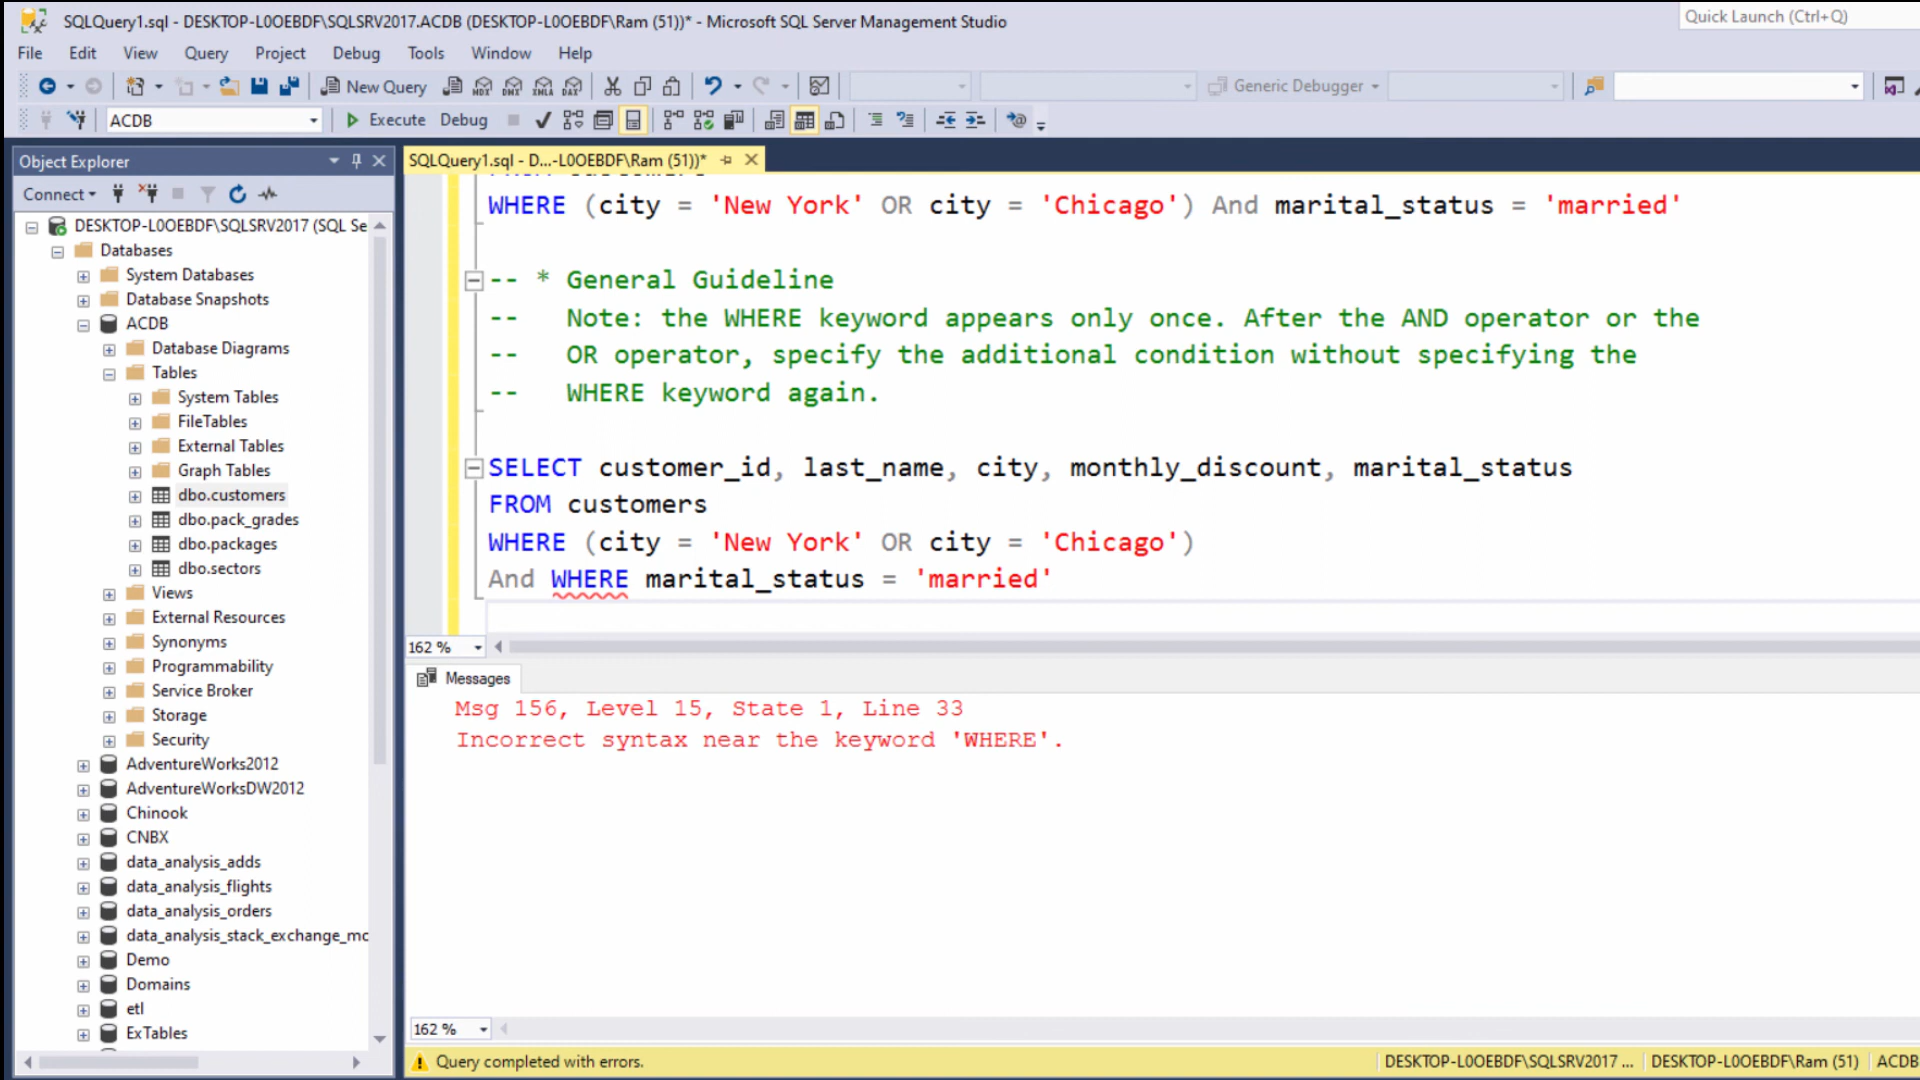 SQLQuery1.sql - DESKTOP-L0OEBDF\SQLSRV2017.ACDB (DESKTOP-L0OEBDF\Ram (51))* - Microsoft SQL Server Management Studio
Quick Launch (Ctrl+Q)
File Edit View Query Project Debug Tools Window Help
New Query
Generic Debugger
ACDB
Execute Debug
Object Explorer
SQLQuery1.sql - D...-L0OEBDF\Ram (51))*
Connect
DESKTOP-L0OEBDF\SQLSRV2017 (SQL Se
Databases
System Databases
Database Snapshots
ACDB
Database Diagrams
Tables
System Tables
FileTables
External Tables
Graph Tables
dbo.customers
dbo.pack_grades
dbo.packages
dbo.sectors
Views
External Resources
Synonyms
Programmability
Service Broker
Storage
Security
AdventureWorks2012
AdventureWorksDW2012
Chinook
CNBX
data_analysis_adds
data_analysis_flights
data_analysis_orders
data_analysis_stack_exchange_mo
Demo
Domains
etl
ExTables
WHERE (city = 'New York' OR city = 'Chicago') And marital_status = 'married'
-- * General Guideline
-- Note: the WHERE keyword appears only once. After the AND operator or the
-- OR operator, specify the additional condition without specifying the
-- WHERE keyword again.
SELECT customer_id, last_name, city, monthly_discount, marital_status
FROM customers
WHERE (city = 'New York' OR city = 'Chicago')
And WHERE marital_status = 'married'
162 %
Messages
Msg 156, Level 15, State 1, Line 33
Incorrect syntax near the keyword 'WHERE'.
162 %
Query completed with errors.
DESKTOP-L0OEBDF\SQLSRV2017 ... DESKTOP-L0OEBDF\Ram (51) ACDB